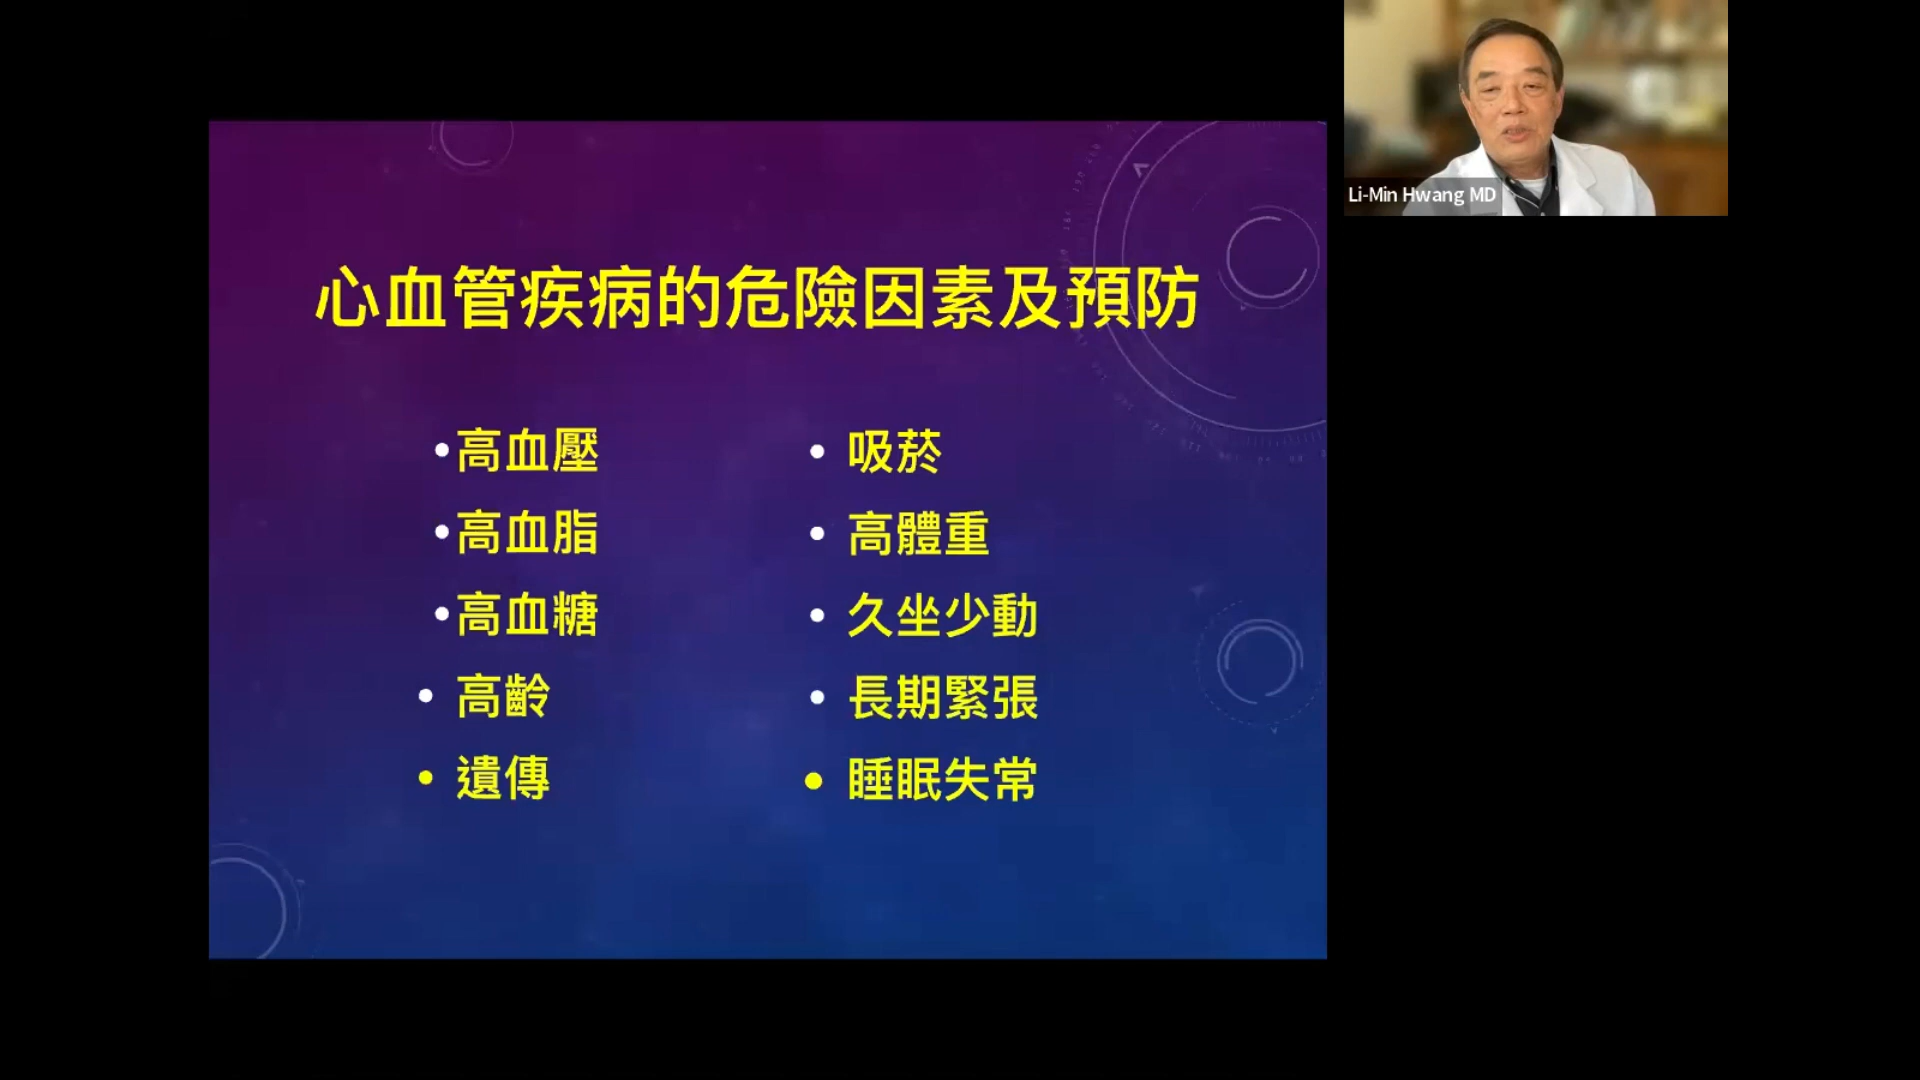 心血管疾病的危險因素及預防
•高血壓
•高血脂
•高血糖
• 高齡
• 遺傳
• 吸菸
• 高體重
• 久坐少動
• 長期緊張
• 睡眠失常
Li-Min Hwang MD